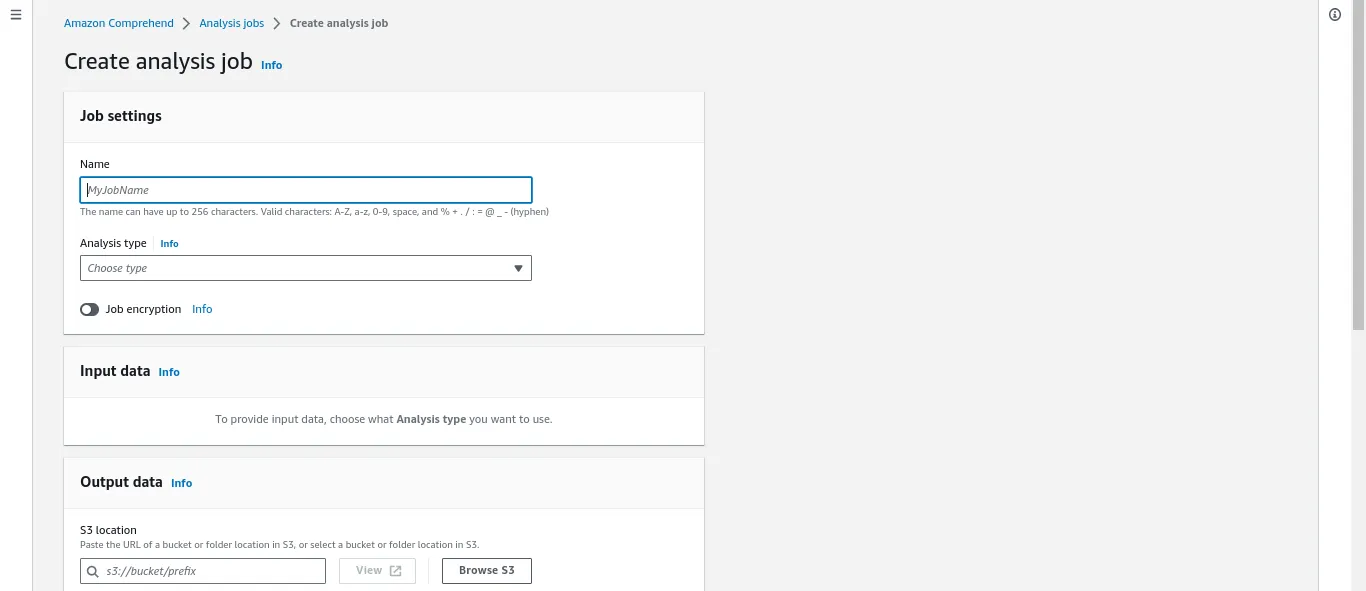 Amazon Comprehend > Analysis jobs > Create analysis job
Create analysis job Info
Job settings
Name
MyJobName
The name can have up to 256 characters. Valid characters: A-Z, a-z, 0-9, space, and % + . / : = @ _ - (hyphen)
Analysis type Info
Choose type
Job encryption Info
Input data Info
To provide input data, choose what Analysis type you want to use.
Output data Info
S3 location
Paste the URL of a bucket or folder location in S3, or select a bucket or folder location in S3.
s3://bucket/prefix View Browse S3